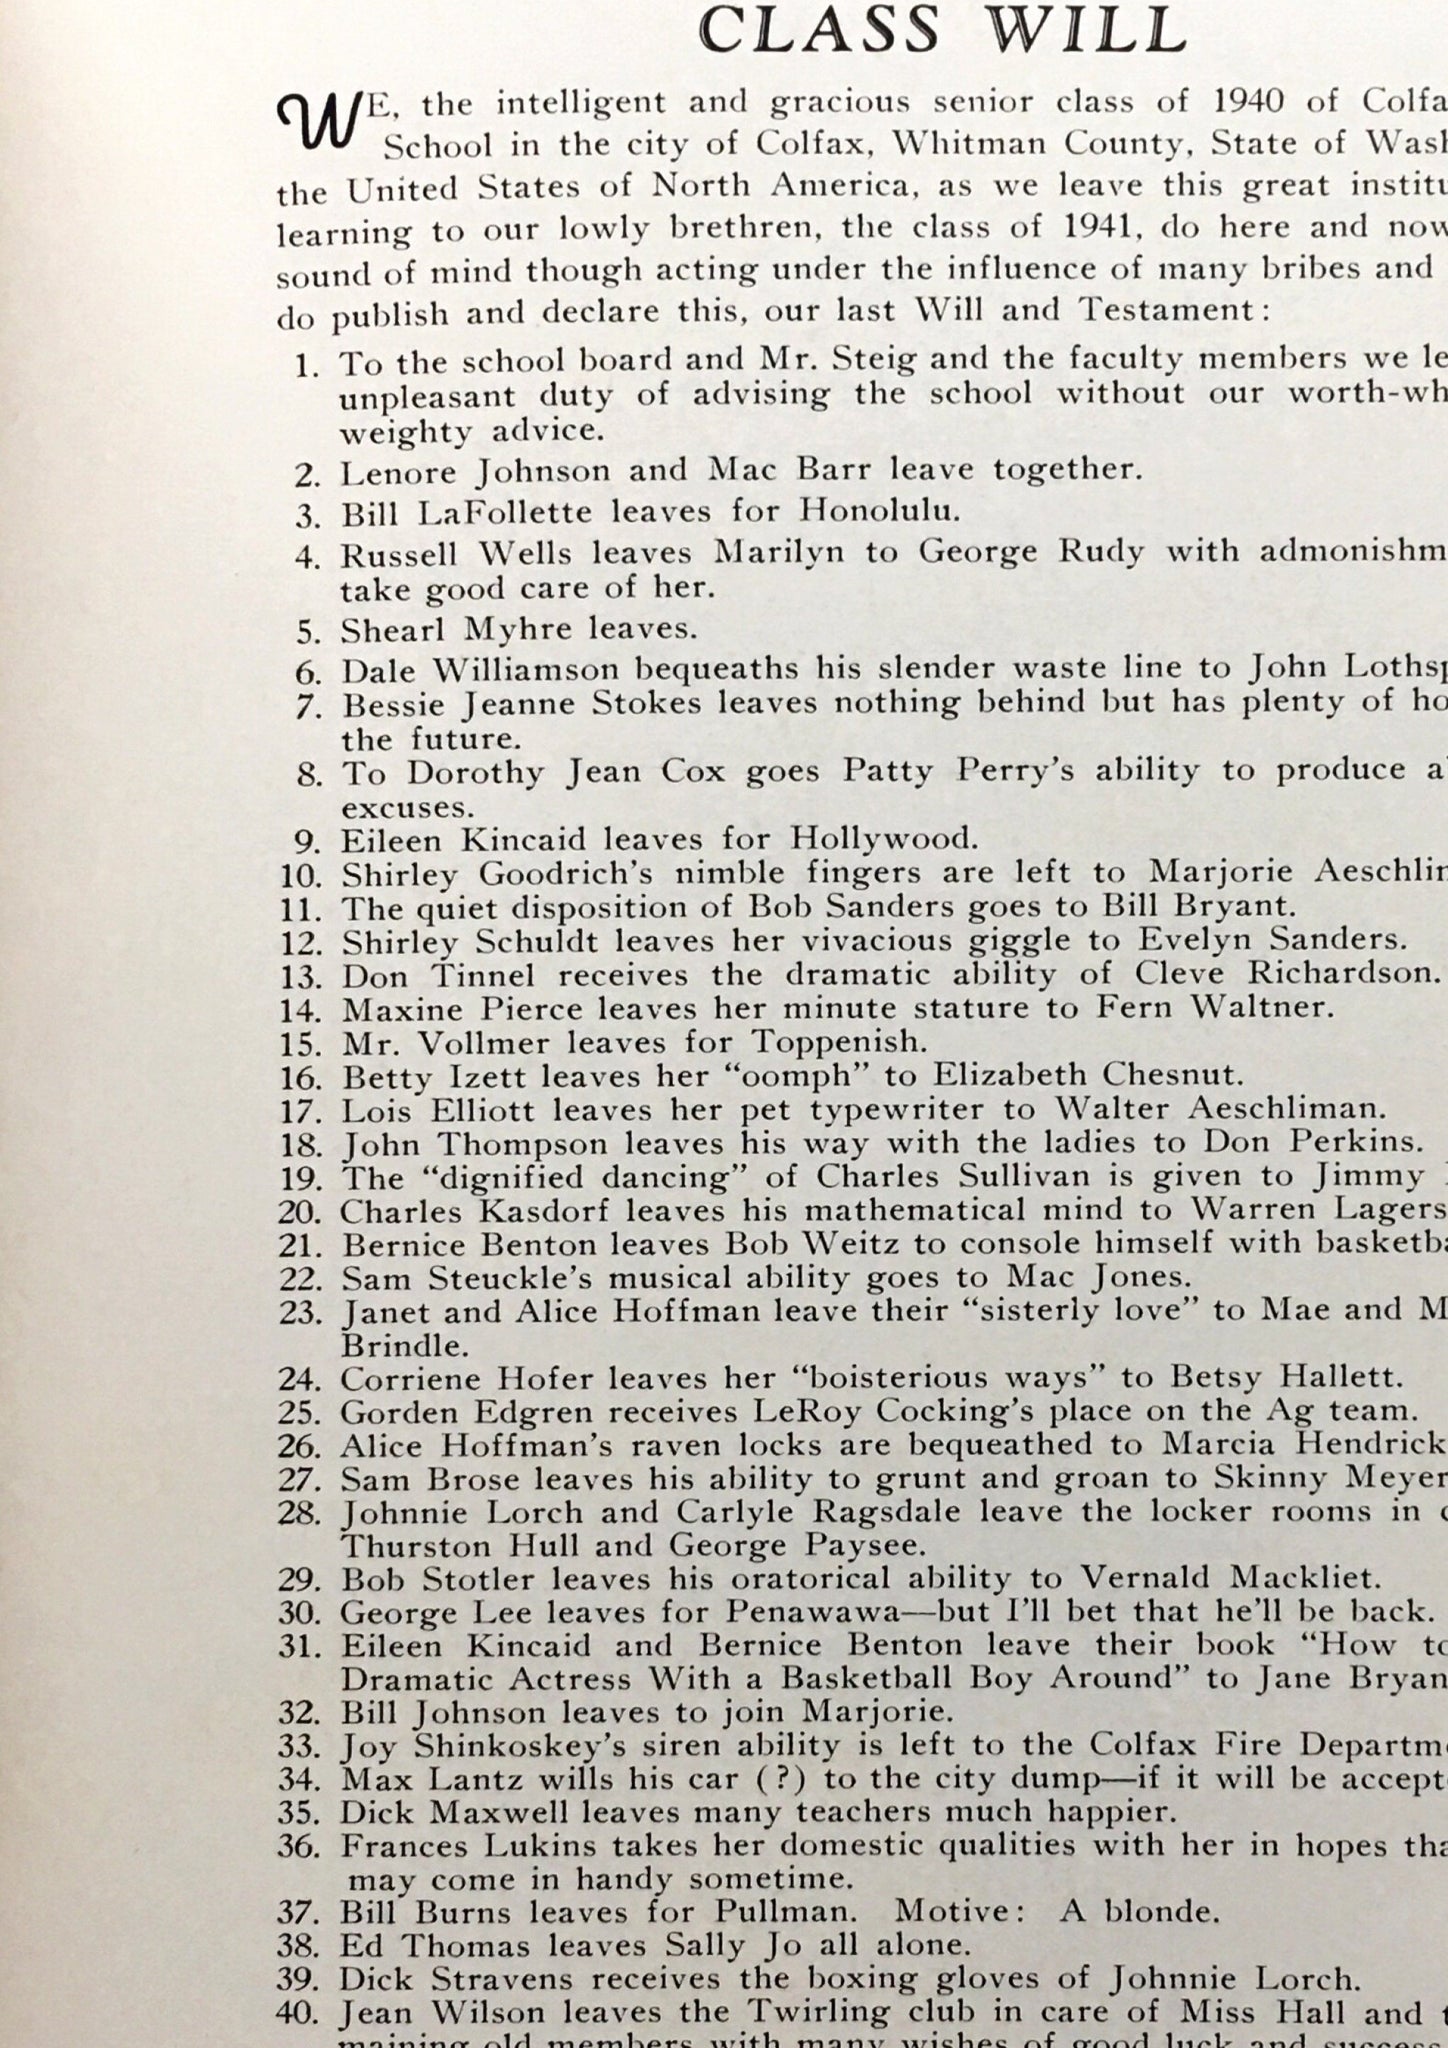 CLASS WILL
WE, the intelligent and gracious senior class of 1940 of
School in the city of Colfax, Whitman County, State of
the United States of North America, as we leave this great
learning to our lowly brethren, the class of 1941, do here and now
sound of mind though acting under the influence of many bribes and
do publish and declare this, our last Will and Testament:
1. To the school board and Mr. Steig and the faculty members we
unpleasant duty of advising the school without our
weighty advice.
2. Lenore Johnson and Mac Barr leave together.
3. Bill LaFollette leaves for Honolulu.
4. Russell Wells leaves Marilyn to George Rudy with
take good care of her.
5. Shearl Myhre leaves.
6. Dale Williamson bequeaths his slender waste line to John
7. Bessie Jeanne Stokes leaves nothing behind but has plenty of
the future.
8. To Dorothy Jean Cox goes Patty Perry's ability to produce
excuses.
9. Eileen Kincaid leaves for Hollywood.
10. Shirley Goodrich's nimble fingers are left to Marjorie
11. The quiet disposition of Bob Sanders goes to Bill Bryant.
12. Shirley Schuldt leaves her vivacious giggle to Evelyn Sanders.
13. Don Tinnel receives the dramatic ability of Cleve Richardson.
14. Maxine Pierce leaves her minute stature to Fern Waltner.
15. Mr. Vollmer leaves for Toppenish.
16. Betty Izett leaves her "oomph" to Elizabeth Chesnut.
17. Lois Elliott leaves her pet typewriter to Walter Aeschliman.
18. John Thompson leaves his way with the ladies to Don Perkins.
19. The "dignified dancing" of Charles Sullivan is given to Jimmy
20. Charles Kasdorf leaves his mathematical mind to Warren
21. Bernice Benton leaves Bob Weitz to console himself with
22. Sam Steuckle's musical ability goes to Mac Jones.
23. Janet and Alice Hoffman leave their "sisterly love" to Mae and
Brindle.
24. Corriene Hofer leaves her "boisterious ways" to Betsy Hallett.
25. Gorden Edgren receives LeRoy Cocking's place on the Ag team.
26. Alice Hoffman's raven locks are bequeathed to Marcia
27. Sam Brose leaves his ability to grunt and groan to Skinny
28. Johnnie Lorch and Carlyle Ragsdale leave the locker rooms in
Thurston Hull and George Paysee.
29. Bob Stotler leaves his oratorical ability to Vernald Mackliet.
30. George Lee leaves for Penawawa—but I'll bet that he'll be back.
31. Eileen Kincaid and Bernice Benton leave their book "How
Dramatic Actress With a Basketball Boy Around" to Jane
32. Bill Johnson leaves to join Marjorie.
33. Joy Shinkoskey's siren ability is left to the Colfax Fire
34. Max Lantz wills his car (?) to the city dump—if it will be
35. Dick Maxwell leaves many teachers much happier.
36. Frances Lukins takes her domestic qualities with her in hopes
may come in handy sometime.
37. Bill Burns leaves for Pullman. Motive: A blonde.
38. Ed Thomas leaves Sally Jo all alone.
39. Dick Stravens receives the boxing gloves of Johnnie Lorch.
40. Jean Wilson leaves the Twirling club in care of Miss Hall and
maining old members with many wishes of good luck and success